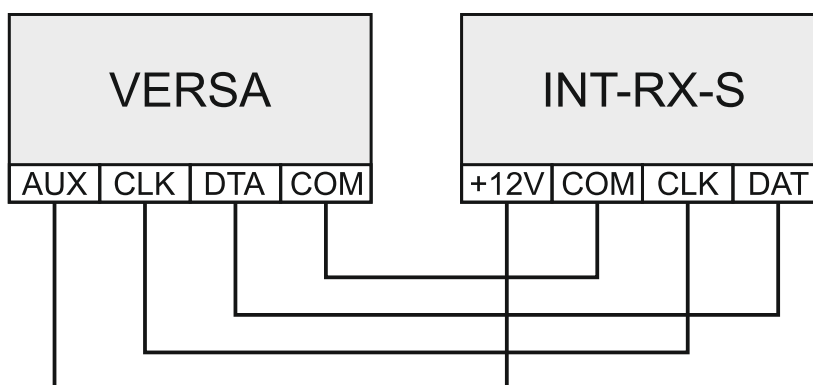 VERSA
INT-RX-S
AUX CLK DTA COM
+12V COM CLK DAT